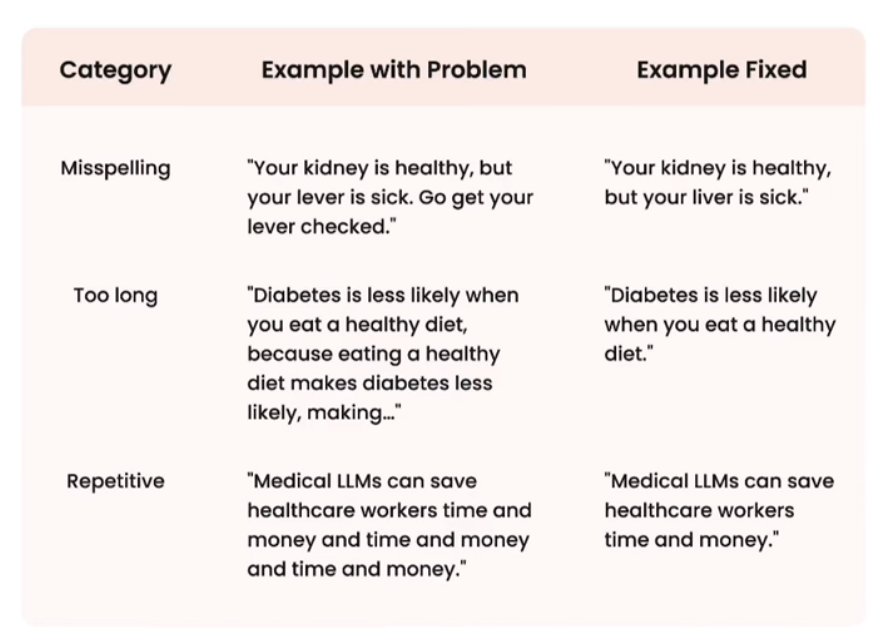 Category Example with Problem Example Fixed
Misspelling
"Your kidney is healthy, but
your lever is sick. Go get your
lever checked."
"Your kidney is healthy,
but your liver is sick."
Too long
"Diabetes is less likely when
you eat a healthy diet,
because eating a healthy
diet makes diabetes less
likely, making..."
"Diabetes is less likely
when you eat a healthy
diet."
Repetitive
"Medical LLMs can save
healthcare workers time and
money and time and money
and time and money."
"Medical LLMs can save
healthcare workers
time and money."